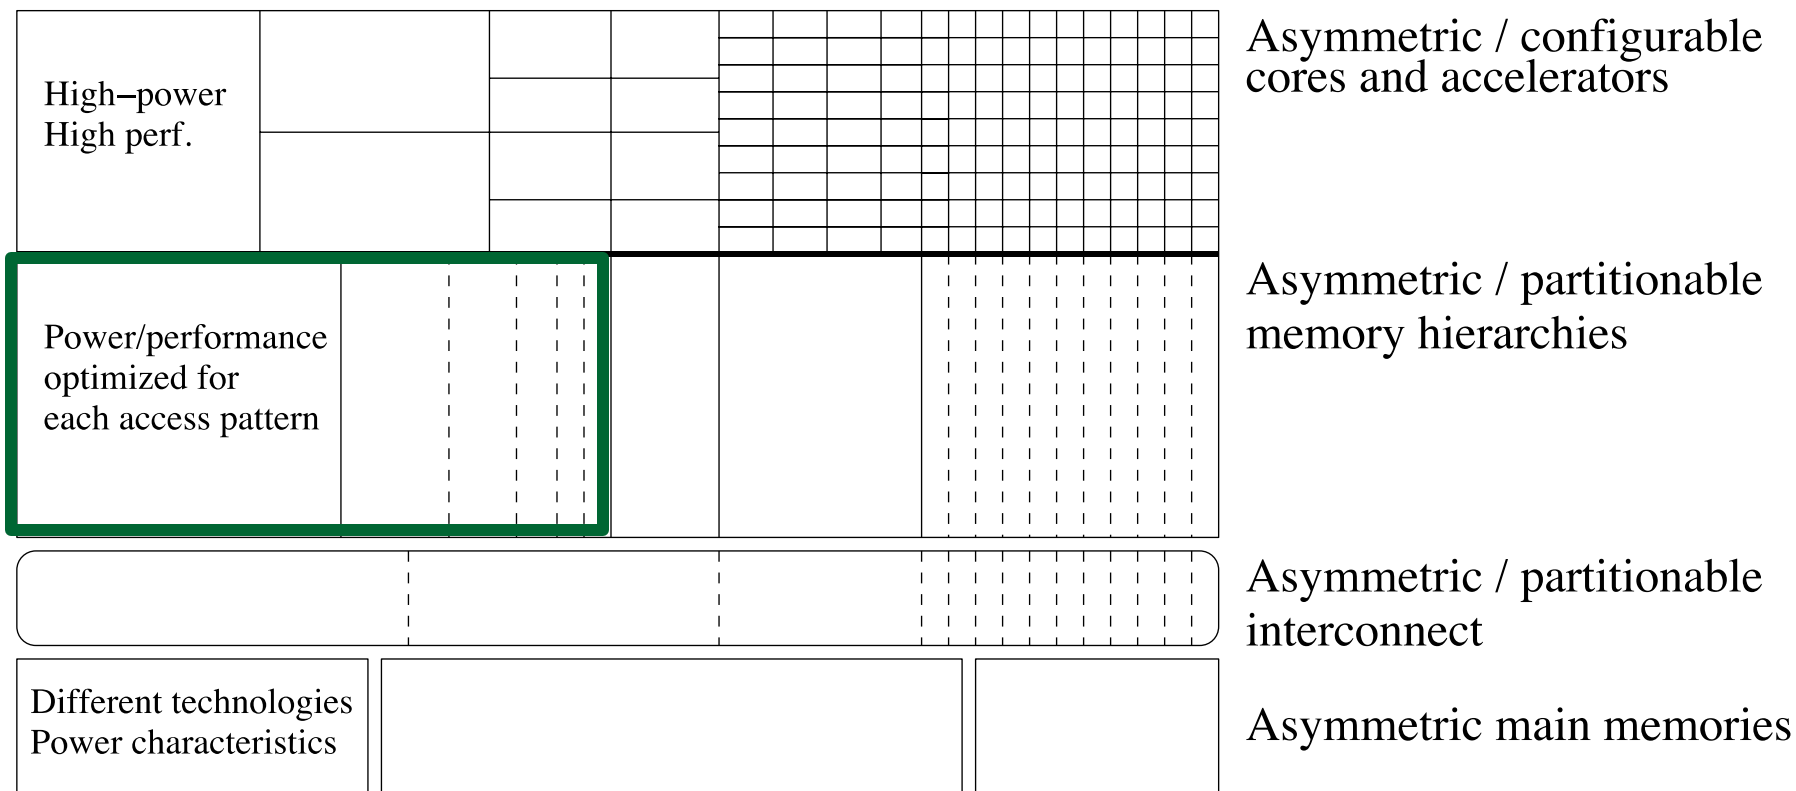 High−power
High perf.
Asymmetric / configurable
cores and accelerators
Power/performance
optimized for
each access pattern
Asymmetric / partitionable
memory hierarchies
Asymmetric / partitionable
interconnect
Different technologies
Power characteristics
Asymmetric main memories